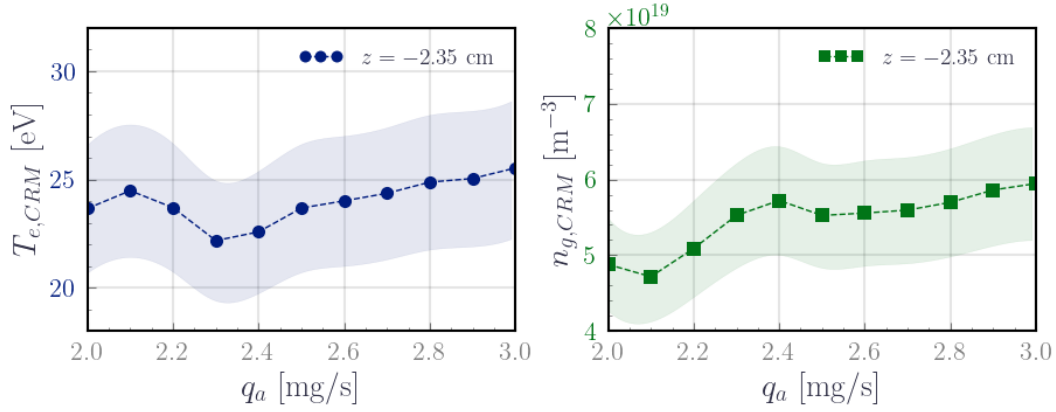 z = −2.35 cm
T_{e,CRM} [eV]
30
25
20
2.0 2.2 2.4 2.6 2.8 3.0
q_a [mg/s]
×10^{19}
z = −2.35 cm
n_{g,CRM} [m^{−3}]
8
7
6
5
4
2.0 2.2 2.4 2.6 2.8 3.0
q_a [mg/s]